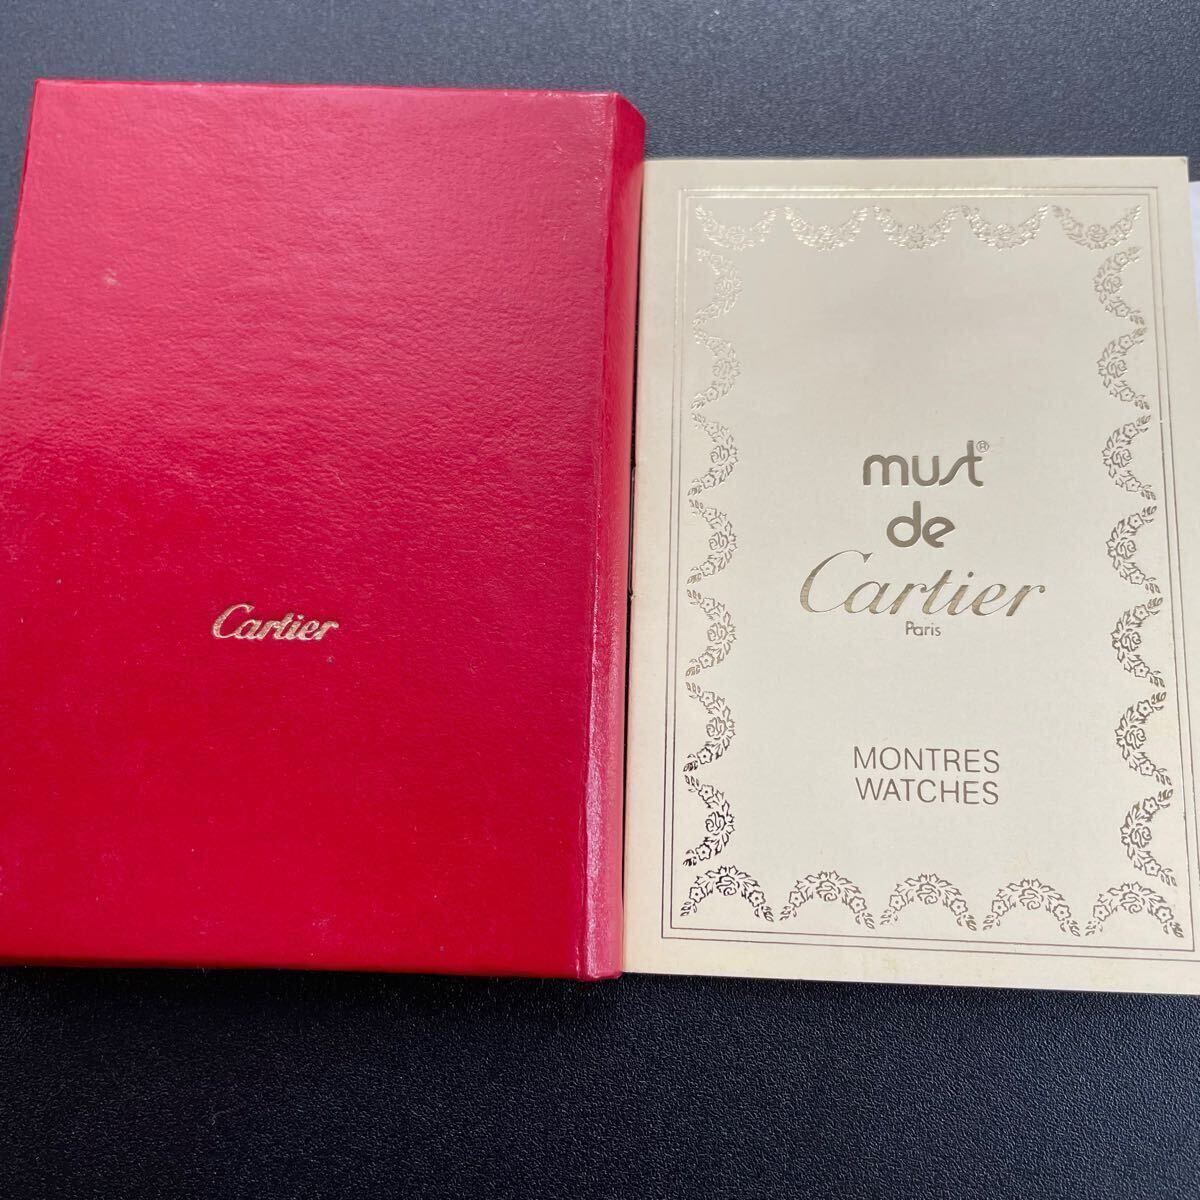 Cartier
must®
de
Cartier
Paris
MONTRES
WATCHES